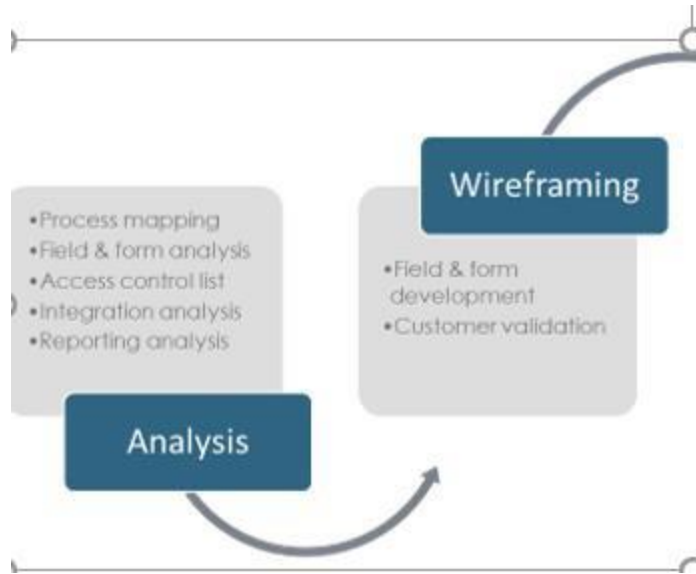 •Process mapping
•Field & form analysis
•Access control list
•Integration analysis
•Reporting analysis
Analysis
Wireframing
•Field & form
development
•Customer validation